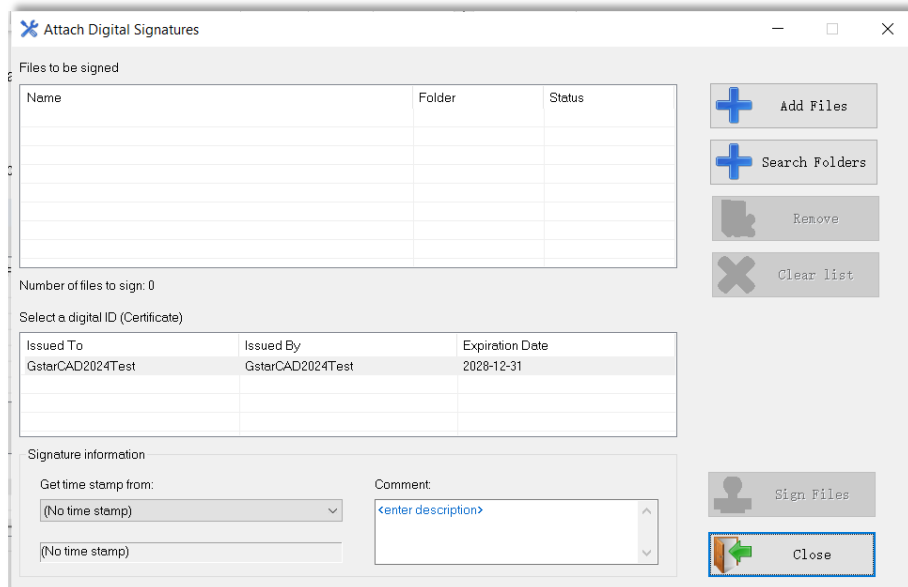 Attach Digital Signatures
Files to be signed
Name Folder Status
Add Files
Search Folders
Remove
Clear list
Number of files to sign: 0
Select a digital ID (Certificate)
Issued To Issued By Expiration Date
GstarCAD2024Test GstarCAD2024Test 2028-12-31
Signature information
Get time stamp from: Comment:
(No time stamp) <enter description>
(No time stamp)
Sign Files
Close